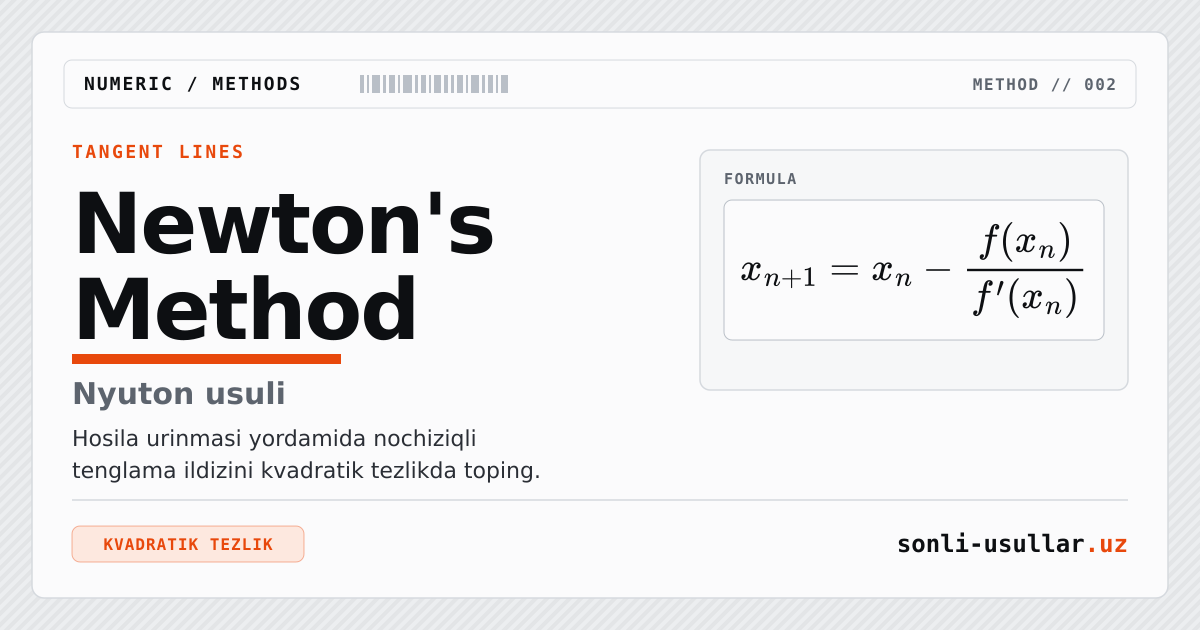 NUMERIC / METHODS
METHOD // 002
TANGENT LINES
Newton's
Method
Nyuton usuli
Hosila urinmasi yordamida nochiziqli
tenglama ildizini kvadratik tezlikda toping.
FORMULA
x_{n+1} = x_n − \frac{f(x_n)}{f′(x_n)}
KVADRATIK TEZLIK
sonli-usullar.uz